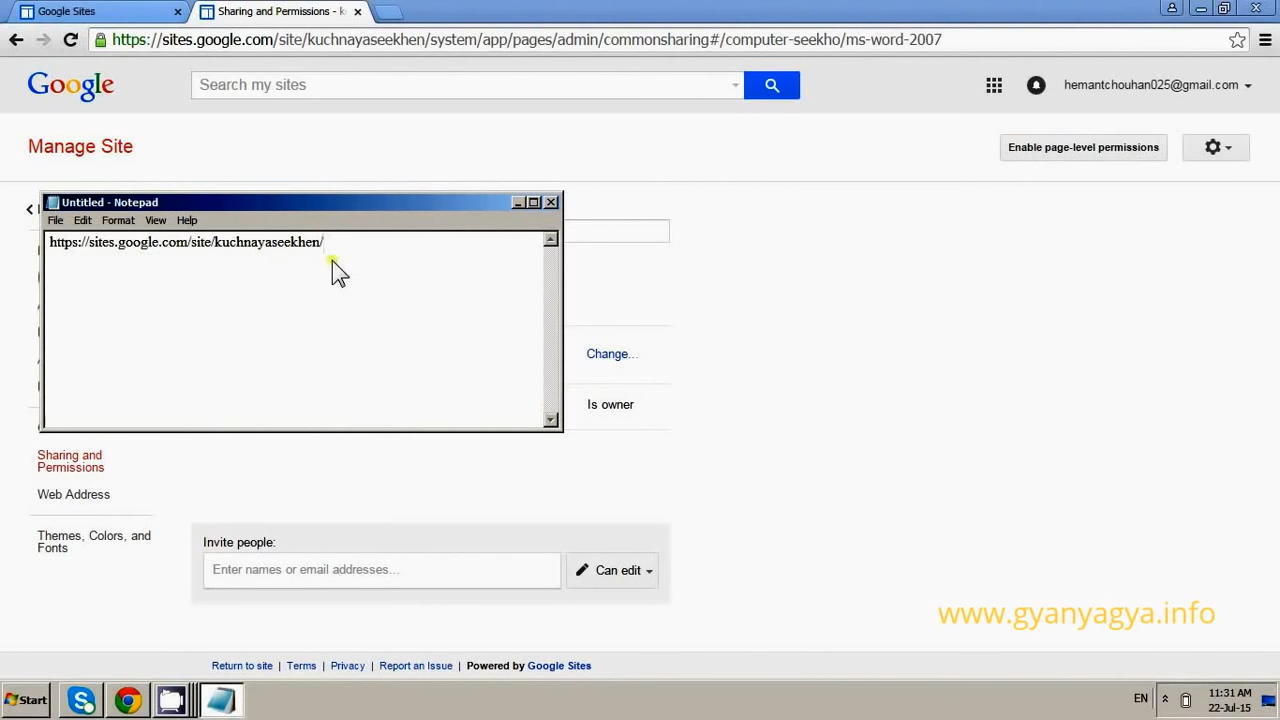 Google Sites
Sharing and Permissions - k
https://sites.google.com/site/kuchnayaseekhen/system/app/pages/admin/commonsharing#/computer-seekho/ms-word-2007
Google
Search my sites
hemantchouhan025@gmail.com
Manage Site
Enable page-level permissions
Untitled - Notepad
File Edit Format View Help
https://sites.google.com/site/kuchnayaseekhen/
Change...
Is owner
Sharing and
Permissions
Web Address
Themes, Colors, and
Fonts
Invite people:
Enter names or email addresses...
Can edit
www.gyanyagya.info
Return to site Terms Privacy Report an Issue Powered by Google Sites
Start
EN
11:31 AM
22-Jul-15